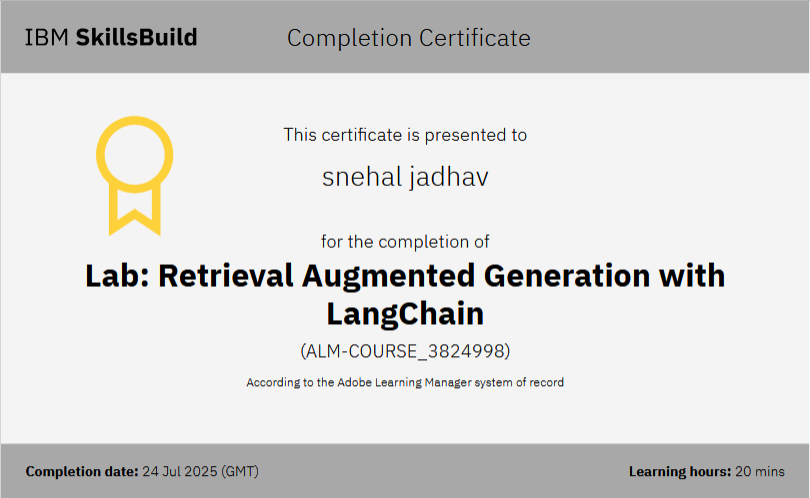 IBM SkillsBuild
Completion Certificate
This certificate is presented to
snehal jadhav
for the completion of
Lab: Retrieval Augmented Generation with
LangChain
(ALM-COURSE_3824998)
According to the Adobe Learning Manager system of record
Completion date: 24 Jul 2025 (GMT)
Learning hours: 20 mins